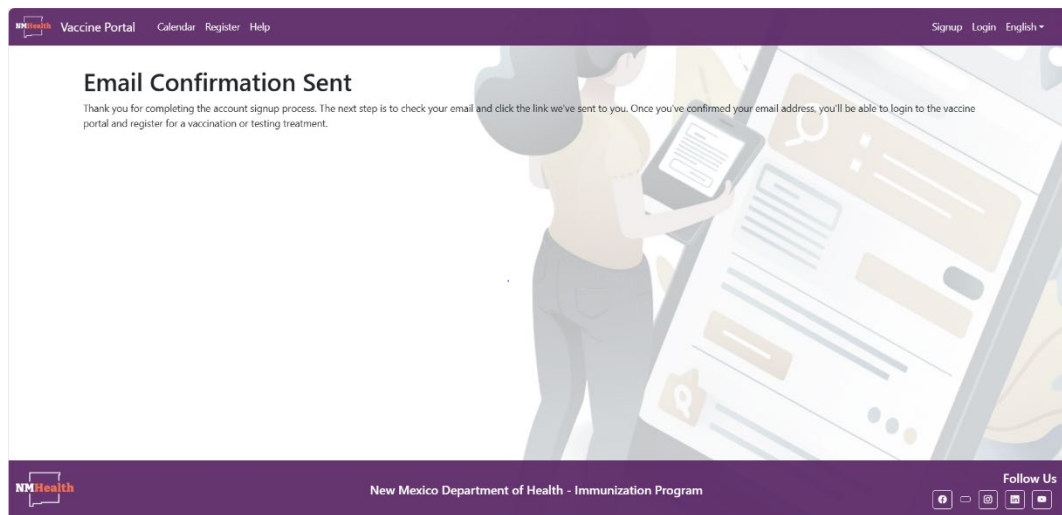 NMHealth Vaccine Portal Calendar Register Help Signup Login English
Email Confirmation Sent
Thank you for completing the account signup process. The next step is to check your email and click the link we've sent to you. Once you've confirmed your email address, you'll be able to login to the vaccine
portal and register for a vaccination or testing treatment.
NMHealth
New Mexico Department of Health - Immunization Program
Follow Us